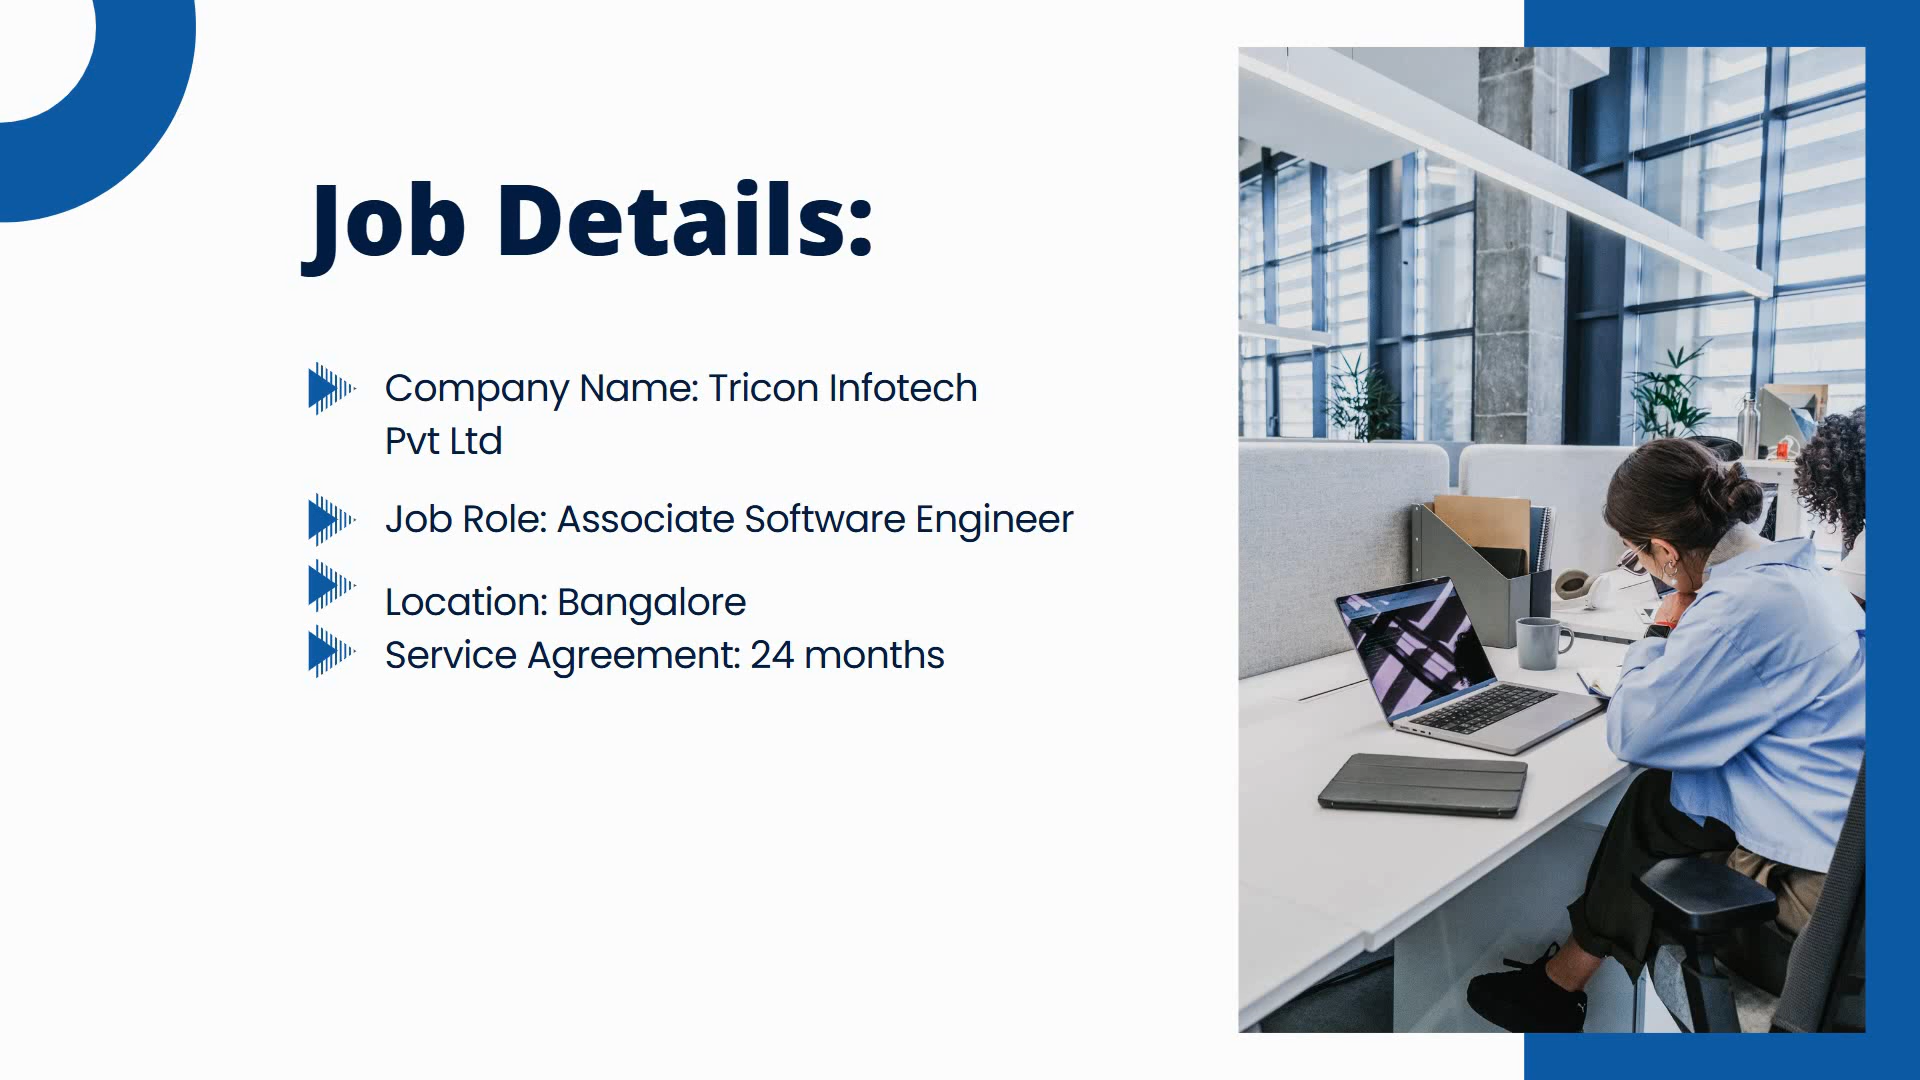 Job Details:
Company Name: Tricon Infotech
Pvt Ltd
Job Role: Associate Software Engineer
Location: Bangalore
Service Agreement: 24 months